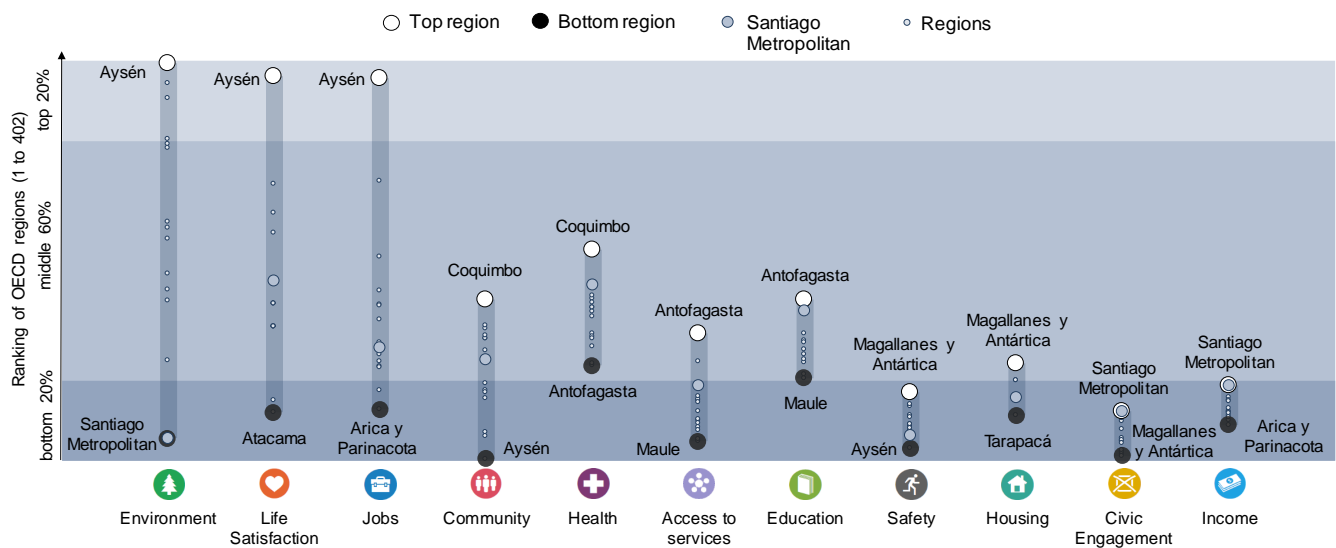 Top region
Bottom region
Santiago
Metropolitan
Regions
Ranking of OECD regions (1 to 402)
top 20%
middle 60%
bottom 20%
Aysén
Santiago
Metropolitan
Aysén
Atacama
Aysén
Arica y
Parinacota
Coquimbo
Aysén
Coquimbo
Antofagasta
Antofagasta
Maule
Antofagasta
Maule
Magallanes y
Antártica
Aysén
Magallanes y
Antártica
Tarapacá
Santiago
Metropolitan
Magallanes
y Antártica
Santiago
Metropolitan
Arica y
Parinacota
Environment
Life
Satisfaction
Jobs
Community
Health
Access to
services
Education
Safety
Housing
Civic
Engagement
Income